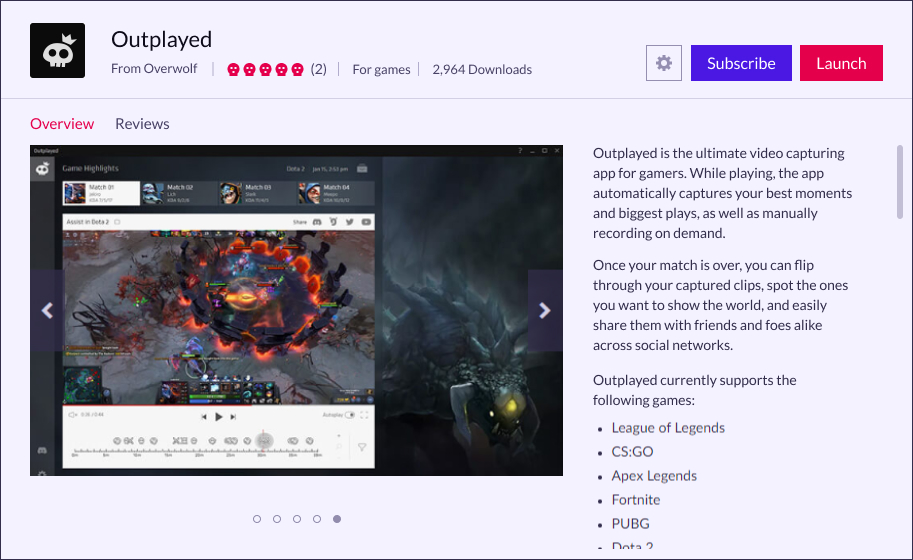 Outplayed
From Overwolf
(2)
For games
2,964 Downloads
Subscribe
Launch
Overview
Reviews
Outplayed
Game Highlights
Dota 2
Match 01
Match 02
Match 03
Match 04
Assist in Dota 2
Share
Autoplay
Outplayed is the ultimate video capturing
app for gamers. While playing, the app
automatically captures your best moments
and biggest plays, as well as manually
recording on demand.
Once your match is over, you can flip
through your captured clips, spot the ones
you want to show the world, and easily
share them with friends and foes alike
across social networks.
Outplayed currently supports the
following games:
• League of Legends
• CS:GO
• Apex Legends
• Fortnite
• PUBG
• Dota 2